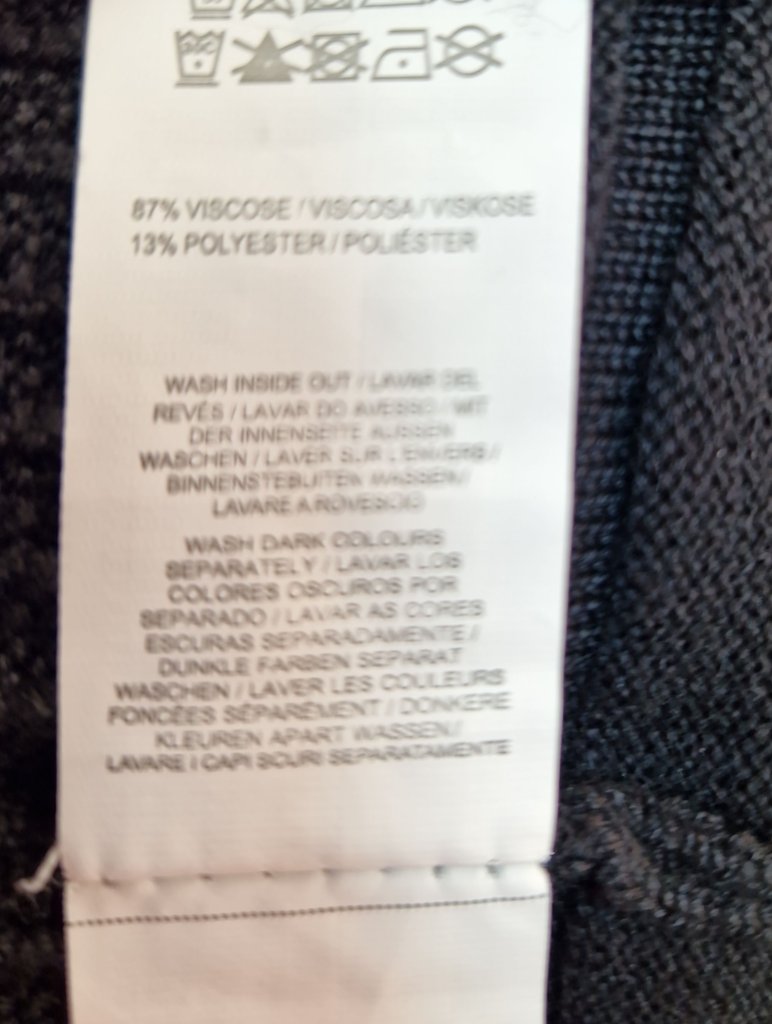 87% VISCOSE / VISCOSA / VISKOSE
13% POLYESTER / POLIÉSTER
WASH INSIDE OUT / LAVAR DEL
REVÉS / LAVAR DO AVESSO / MIT
DER INNENSEITE AUSSEN
WASCHEN / LAVER SUR L'ENVERS /
BINNENSTEBUITEN WASSEN /
LAVARE A ROVESCIO
WASH DARK COLOURS
SEPARATELY / LAVAR LOS
COLORES OSCUROS POR
SEPARADO / LAVAR AS CORES
ESCURAS SEPARADAMENTE /
DUNKLE FARBEN SEPARAT
WASCHEN / LAVER LES COULEURS
FONCÉES SÉPARÉMENT / DONKERE
KLEUREN APART WASSEN /
LAVARE I CAPI SCURI SEPARATAMENTE